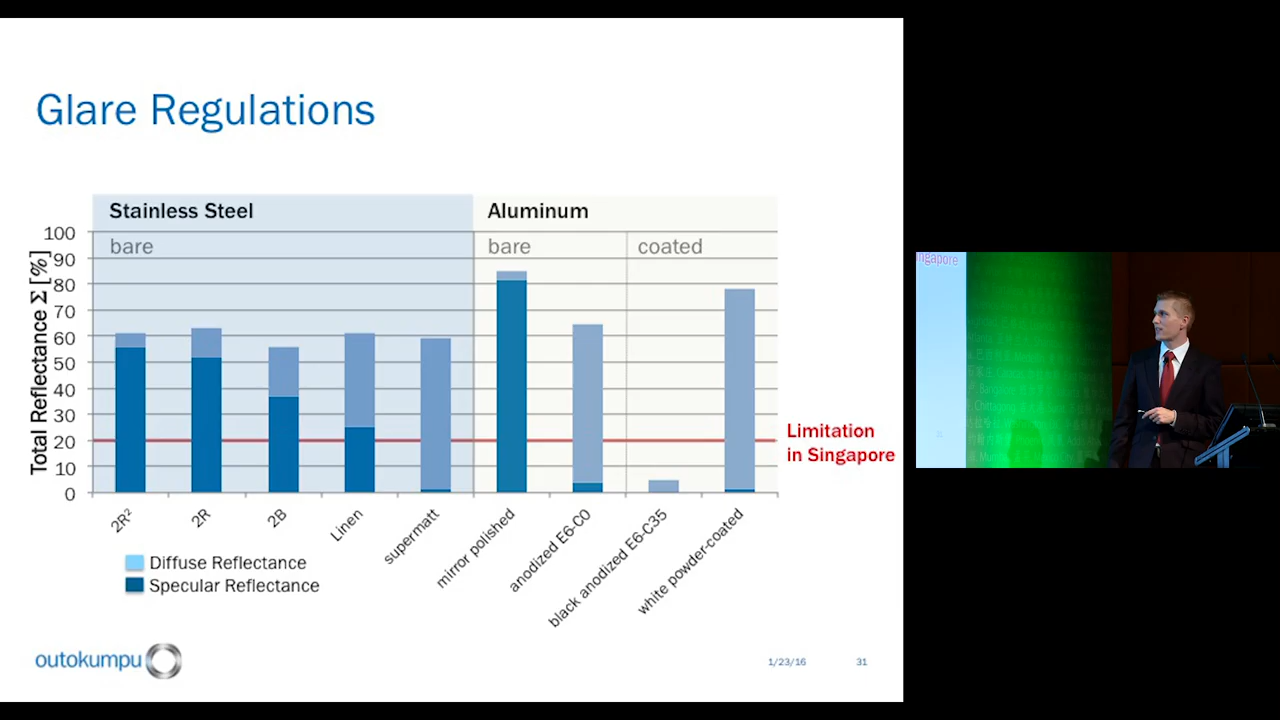 Glare Regulations
Stainless Steel
Aluminum
bare
bare
coated
Total Reflectance Σ [%]
100
90
80
70
60
50
40
30
20
10
0
Limitation
in Singapore
2R²
2R
2B
Linen
supermatt
mirror polished
anodized E6-C0
black anodized E6-C35
white powder-coated
Diffuse Reflectance
Specular Reflectance
outokumpu
1/23/16
31
ingapore